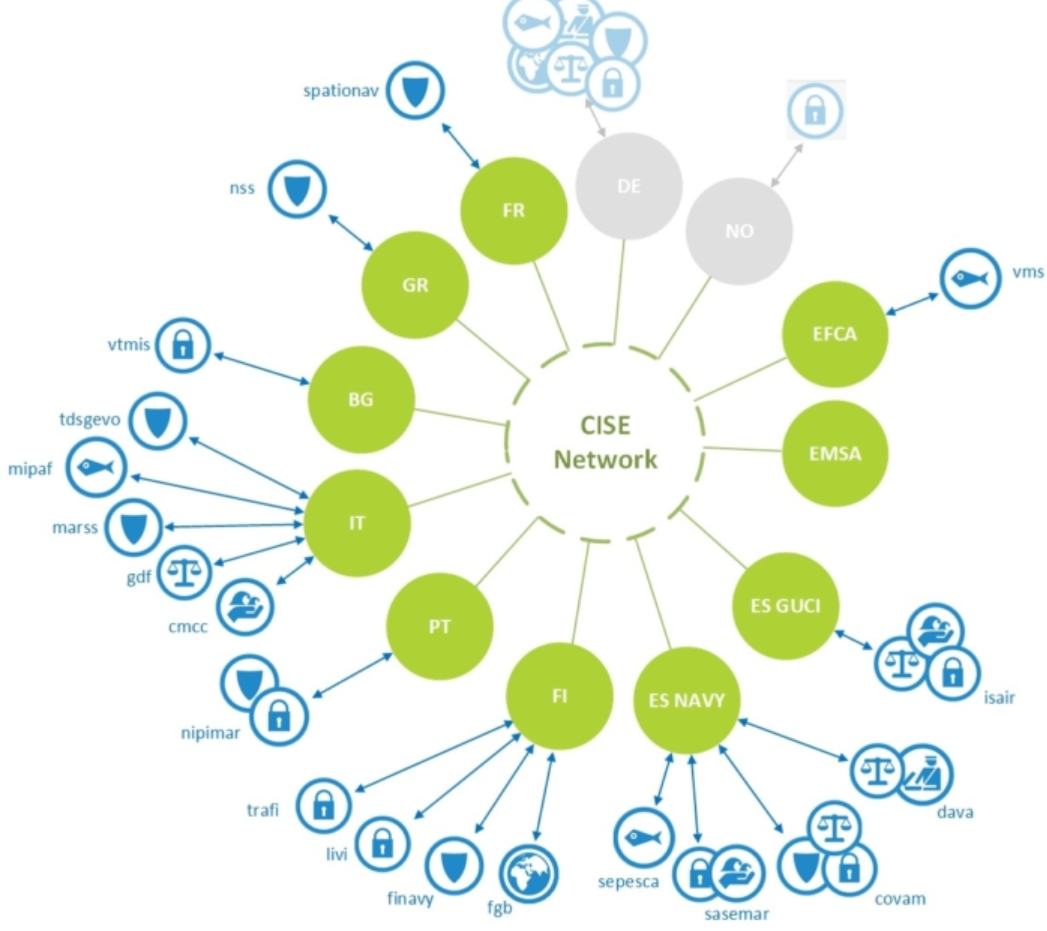 spationav
DE
nss
FR
NO
GR
vms
EFCA
vtmis
BG
tdsgevo
CISE
Network
EMSA
mipaf
IT
marss
gdf
cmcc
PT
ES GUCI
nipimar
FI
ES NAVY
isair
trafi
livi
dava
finavy
fgb
sepesca
sasemar
covam